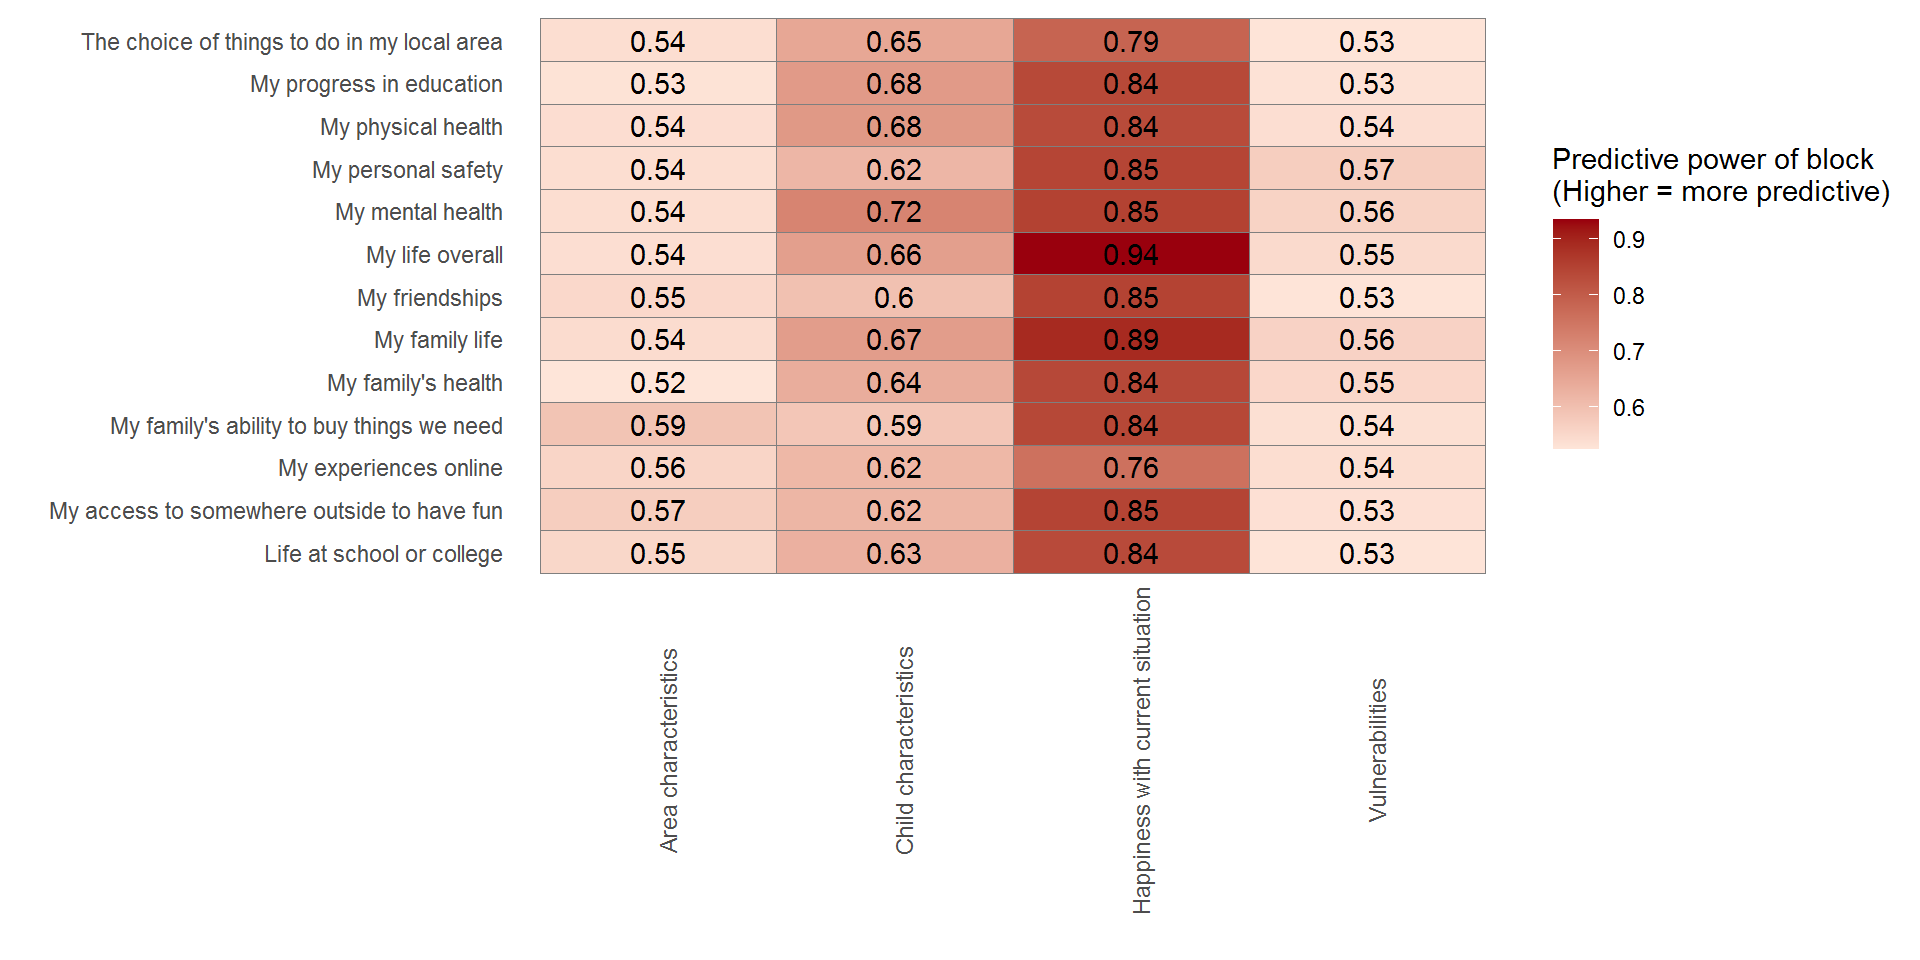 The choice of things to do in my local area 0.54 0.65 0.79 0.53
My progress in education 0.53 0.68 0.84 0.53
My physical health 0.54 0.68 0.84 0.54
My personal safety 0.54 0.62 0.85 0.57
My mental health 0.54 0.72 0.85 0.56
My life overall 0.54 0.66 0.94 0.55
My friendships 0.55 0.6 0.85 0.53
My family life 0.54 0.67 0.89 0.56
My family's health 0.52 0.64 0.84 0.55
My family's ability to buy things we need 0.59 0.59 0.84 0.54
My experiences online 0.56 0.62 0.76 0.54
My access to somewhere outside to have fun 0.57 0.62 0.85 0.53
Life at school or college 0.55 0.63 0.84 0.53
Area characteristics
Child characteristics
Happiness with current situation
Vulnerabilities
Predictive power of block
(Higher = more predictive)
0.9
0.8
0.7
0.6